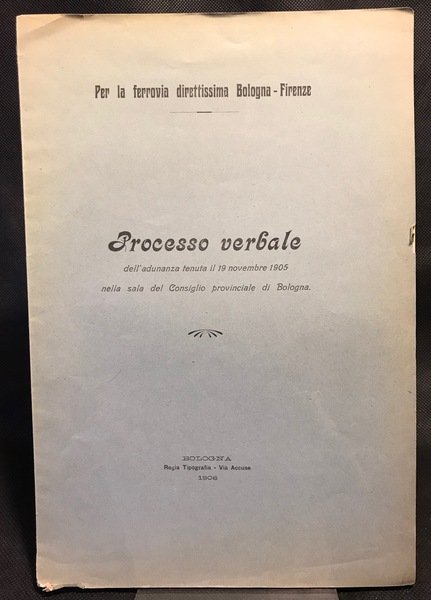 Per la ferrovia direttissima Bologna - Firenze
Processo verbale
dell'adunanza tenuta il 19 novembre 1905
nella sala del Consiglio provinciale di Bologna.
BOLOGNA
Regia Tipografia - Via Accuse
1906